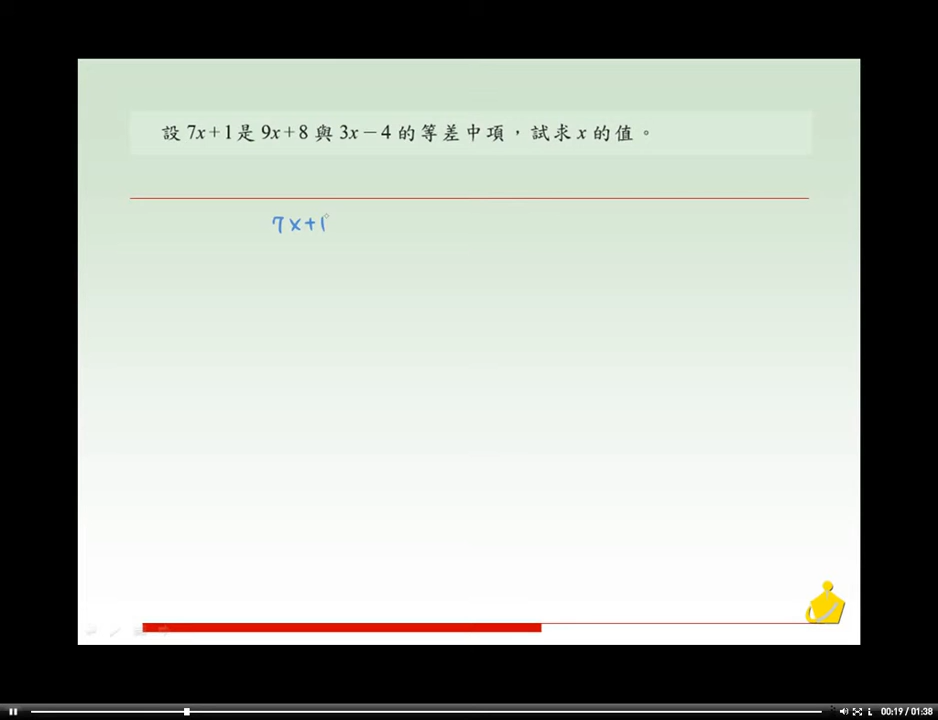 設 7x+1 是 9x+8 與 3x－4 的等差中項，試求 x 的值。
7x+1
00:19 / 01:38